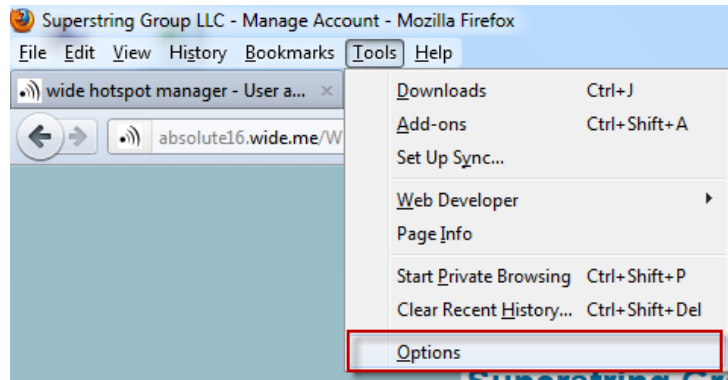 Superstring Group LLC - Manage Account - Mozilla Firefox
File Edit View History Bookmarks Tools Help
wide hotspot manager - User a... ×
absolute16.wide.me/W
Downloads Ctrl+J
Add-ons Ctrl+Shift+A
Set Up Sync...
Web Developer
Page Info
Start Private Browsing Ctrl+Shift+P
Clear Recent History... Ctrl+Shift+Del
Options